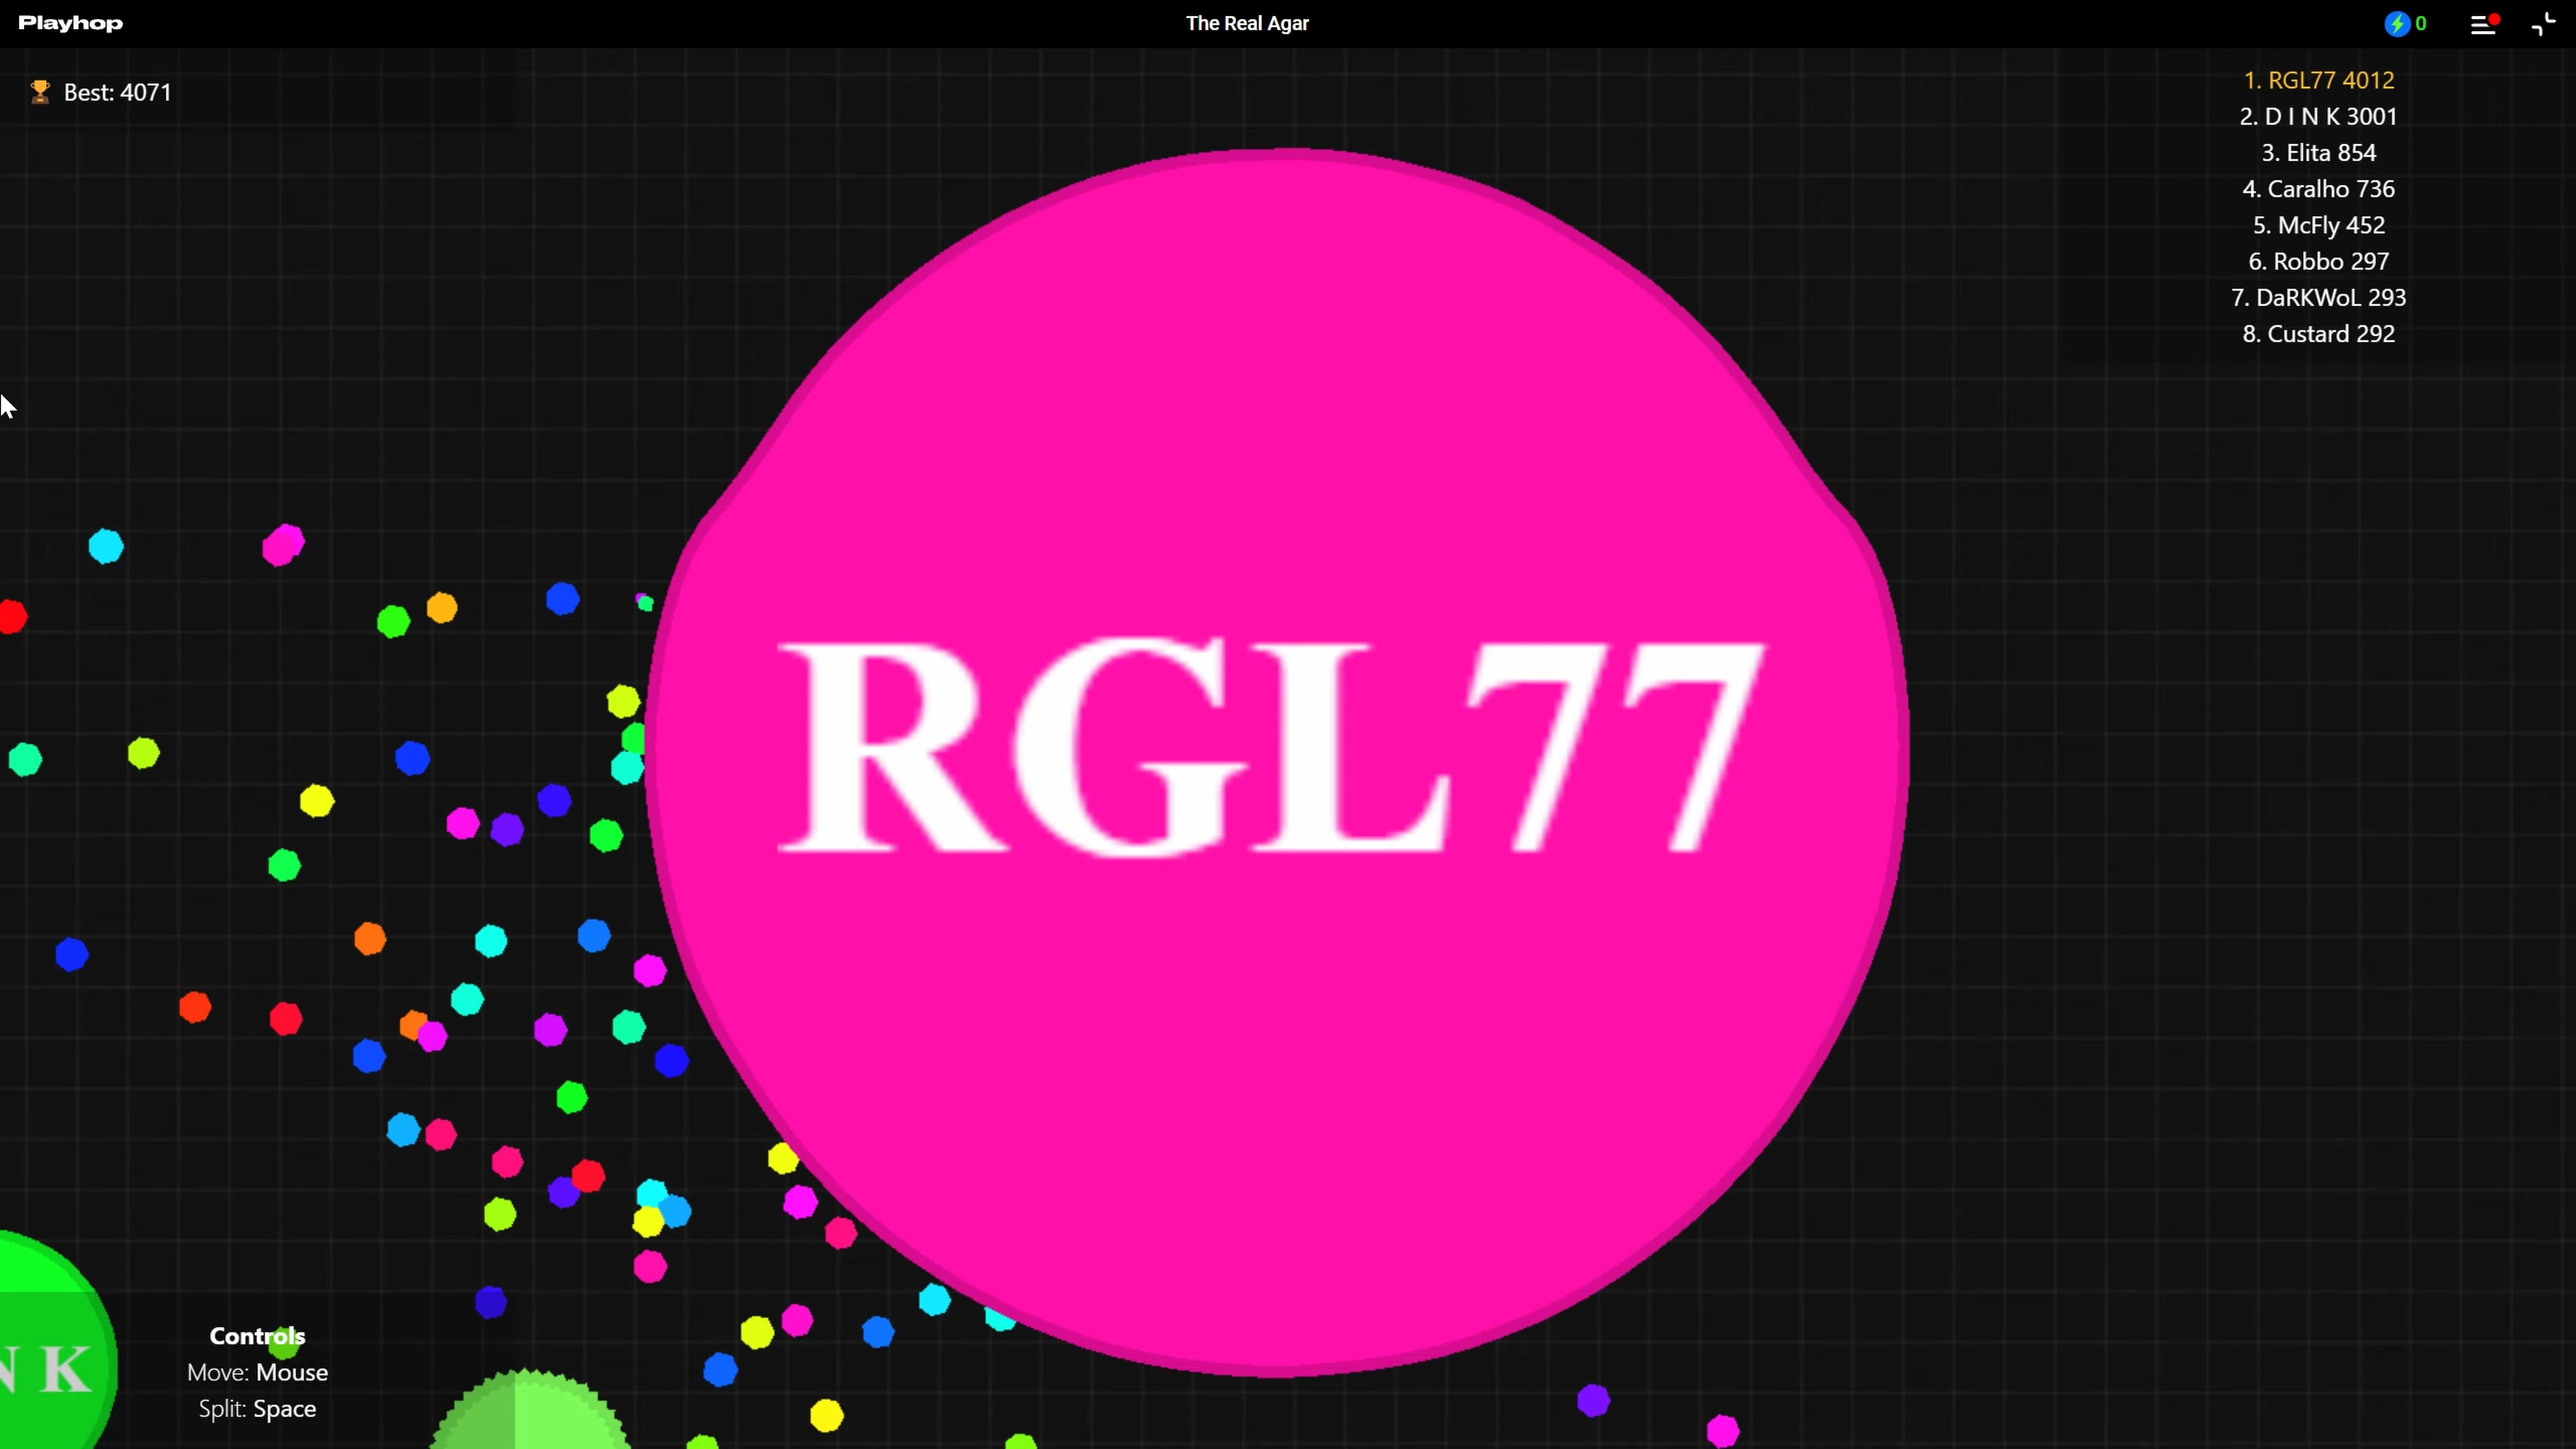 Playhop
The Real Agar
0
Best: 4071
1. RGL77 4012
2. D I N K 3001
3. Elita 854
4. Caralho 736
5. McFly 452
6. Robbo 297
7. DaRKWoL 293
8. Custard 292
RGL77
N K
Controls
Move: Mouse
Split: Space